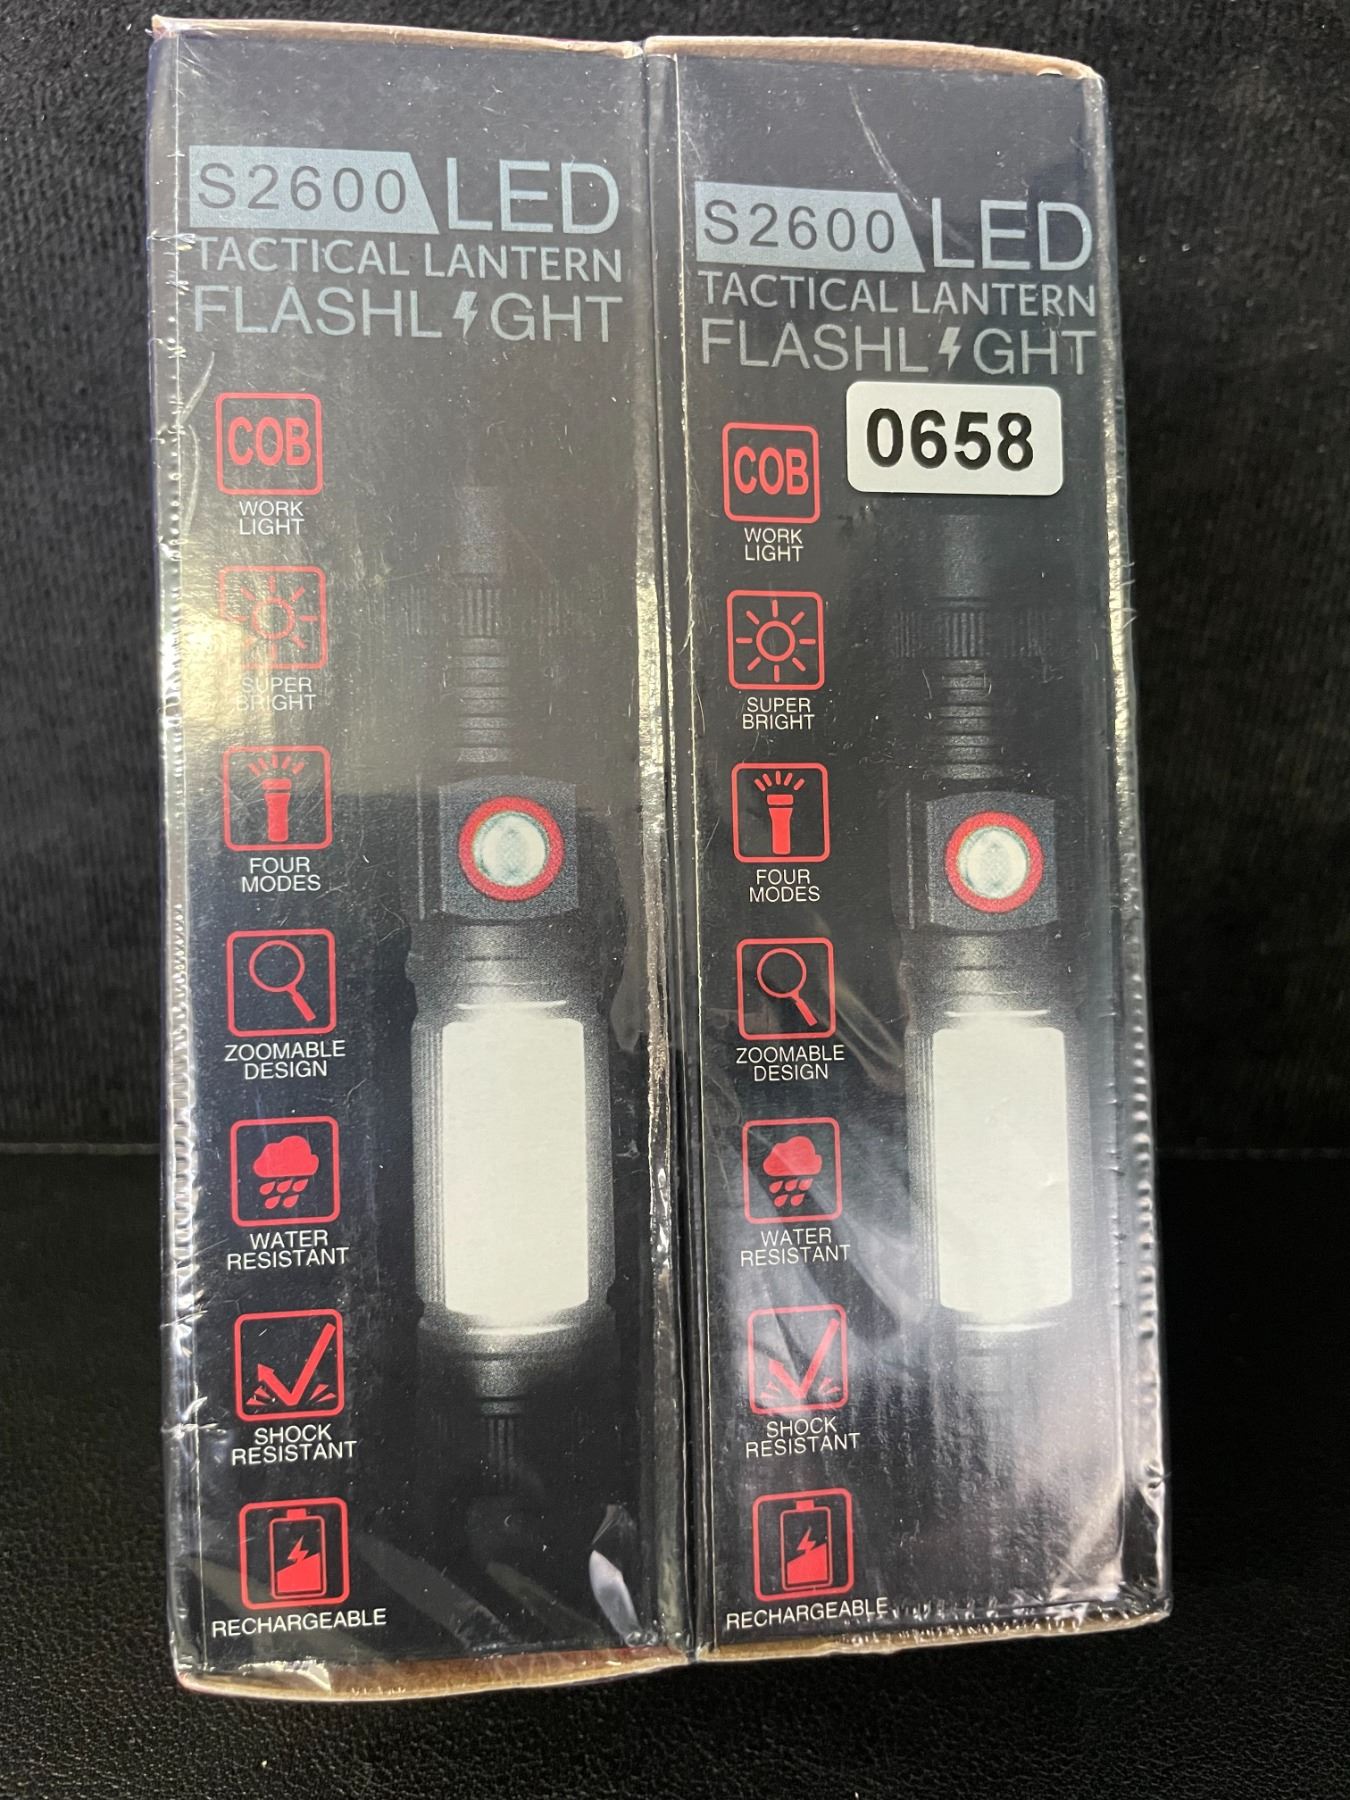 S2600 LED
TACTICAL LANTERN
FLASHLIGHT
COB
WORK
LIGHT
SUPER
BRIGHT
FOUR
MODES
ZOOMABLE
DESIGN
WATER
RESISTANT
SHOCK
RESISTANT
RECHARGEABLE
S2600 LED
TACTICAL LANTERN
FLASHLIGHT
0658
COB
WORK
LIGHT
SUPER
BRIGHT
FOUR
MODES
ZOOMABLE
DESIGN
WATER
RESISTANT
SHOCK
RESISTANT
RECHARGEABLE